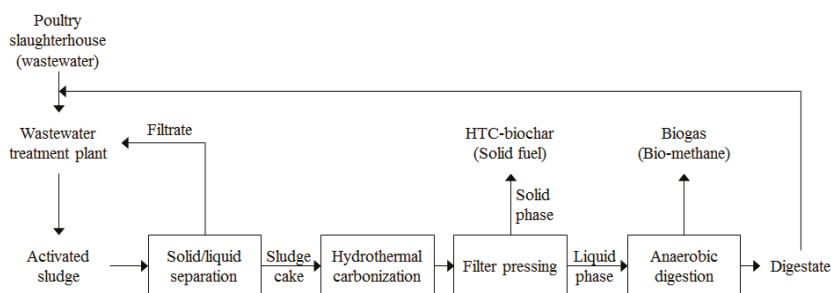 Poultry
slaughterhouse
(wastewater)
Wastewater
treatment plant
Filtrate
HTC-biochar
(Solid fuel)
Biogas
(Bio-methane)
Solid
phase
Activated
sludge
Solid/liquid
separation
Sludge
cake
Hydrothermal
carbonization
Filter pressing
Liquid
phase
Anaerobic
digestion
Digestate